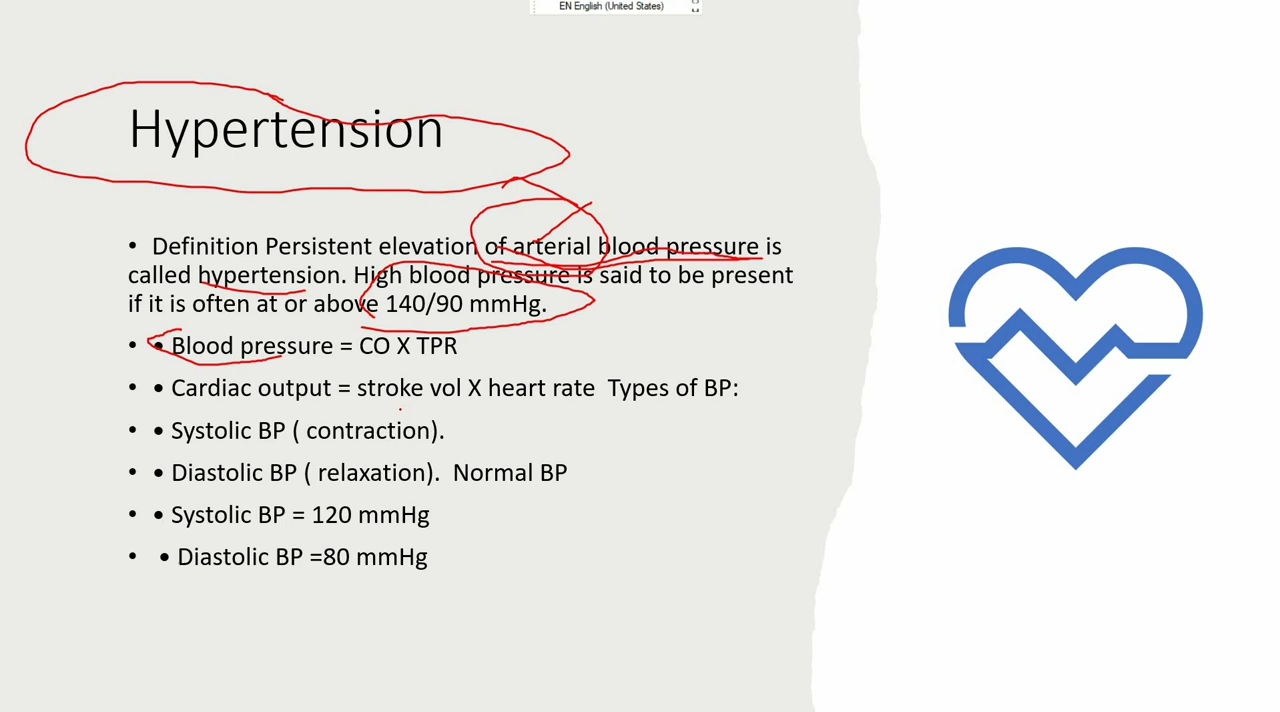 EN English (United States)
Hypertension
• Definition Persistent elevation of arterial blood pressure is
called hypertension. High blood pressure is said to be present
if it is often at or above 140/90 mmHg.
• • Blood pressure = CO X TPR
• • Cardiac output = stroke vol X heart rate Types of BP:
• • Systolic BP ( contraction).
• • Diastolic BP ( relaxation). Normal BP
• • Systolic BP = 120 mmHg
• • Diastolic BP =80 mmHg